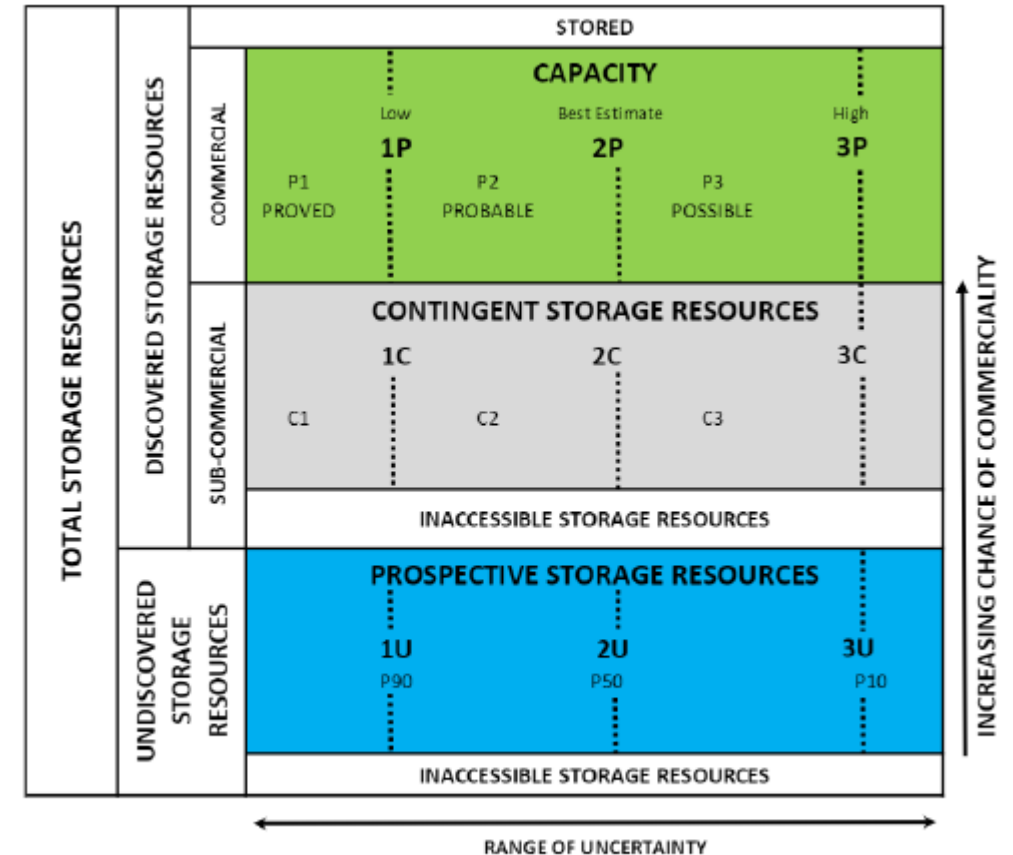 TOTAL STORAGE RESOURCES
DISCOVERED STORAGE RESOURCES
STORED
COMMERCIAL
CAPACITY
Low
Best Estimate
High
1P
2P
3P
P1
PROVED
P2
PROBABLE
P3
POSSIBLE
SUB-COMMERCIAL
CONTINGENT STORAGE RESOURCES
1C
2C
3C
C1
C2
C3
INACCESSIBLE STORAGE RESOURCES
UNDISCOVERED
STORAGE
RESOURCES
PROSPECTIVE STORAGE RESOURCES
1U
2U
3U
P90
P50
P10
INACCESSIBLE STORAGE RESOURCES
INCREASING CHANCE OF COMMERCIALITY
RANGE OF UNCERTAINTY